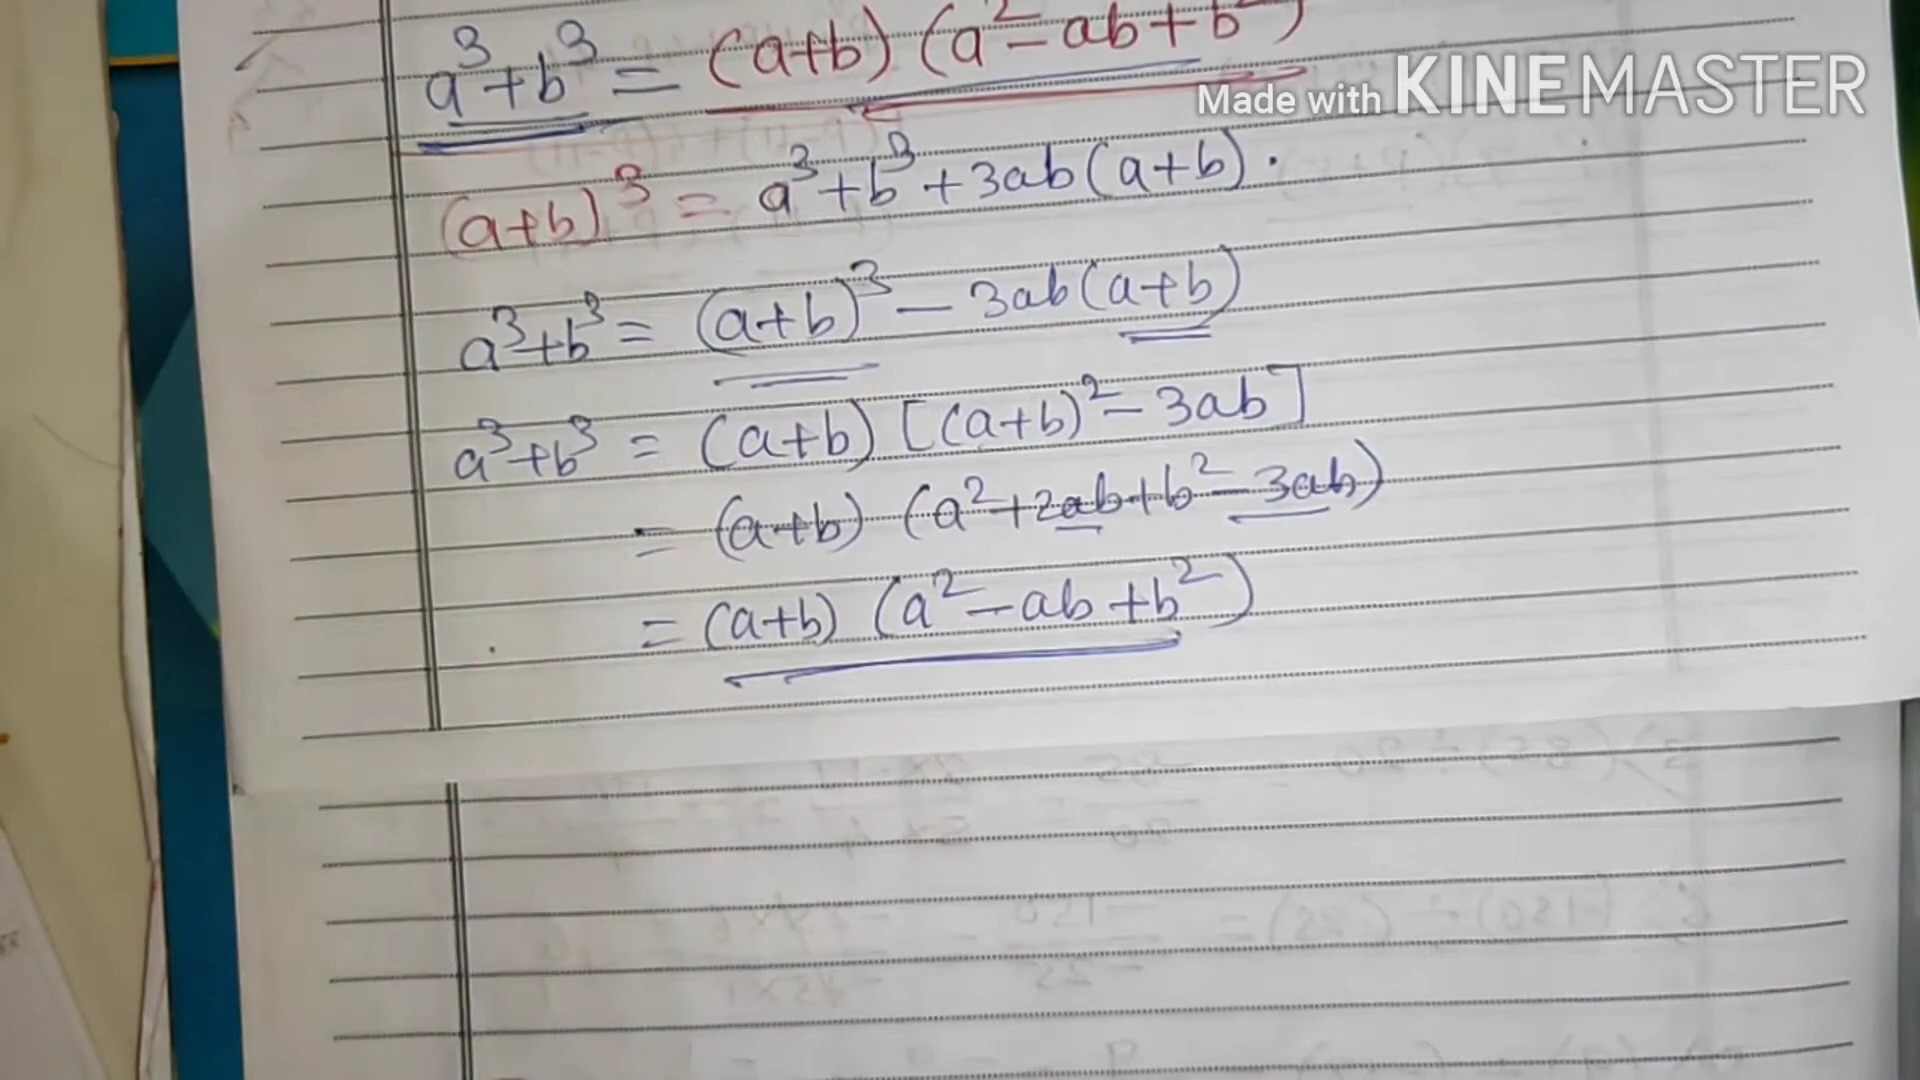 a³+b³ = (a+b) (a²-ab+b²)
Made with KINEMASTER
(a+b)³ = a³+b³+3ab(a+b).
a³+b³ = (a+b)³ - 3ab(a+b)
a³+b³ = (a+b) [(a+b)²-3ab]
= (a+b) (a²+2ab+b²-3ab)
= (a+b) (a²-ab+b²)